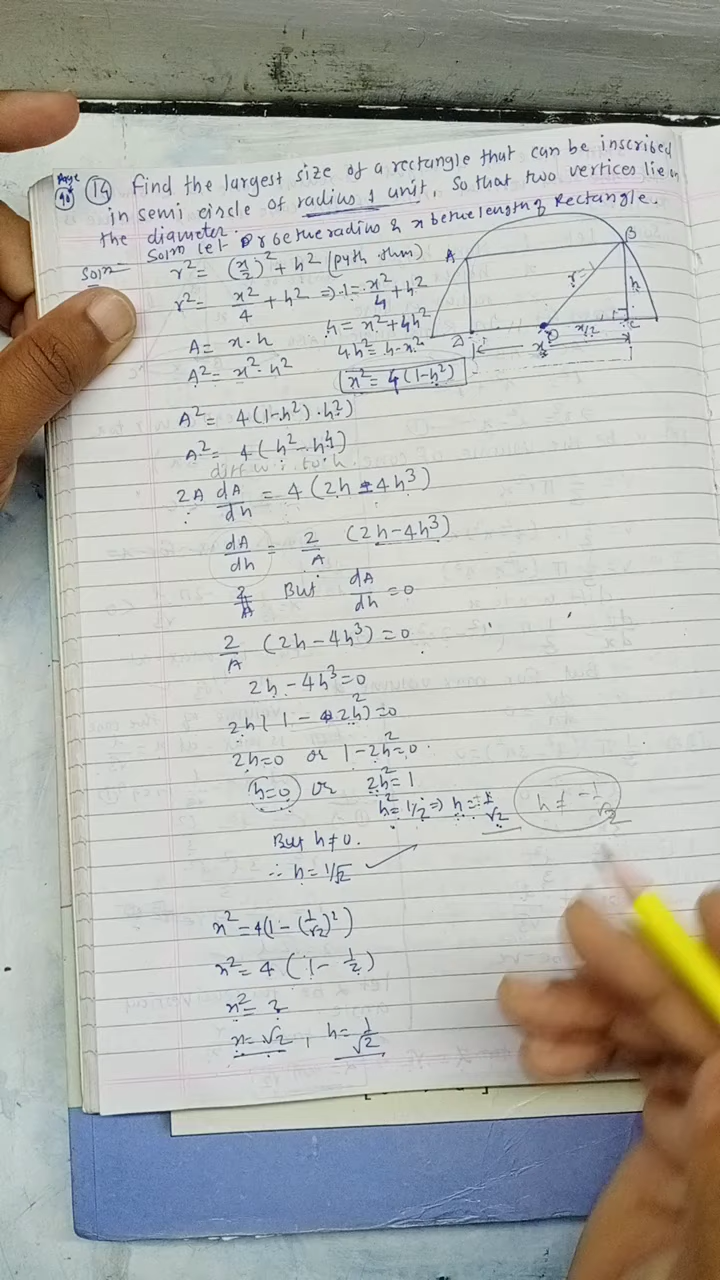 Page
40
(14) Find the largest size of a rectangle that can be inscribed
in semi circle of radius 1 unit, So that two vertices lie on
the diameter.
Soln Let r be the radius & x be the length of Rectangle.
r² = (x/2)² + h² (pyth thm)
r² = x²/4 + h² => 1 = x²/4 + h²
4 = x² + 4h²
A = x · h
4h² = 4 - x²
A² = x² · h²
x² = 4(1-h²)
A B r=1 h D O x/2 c
A² = 4(1-h²) · h²
A² = 4(h² - h⁴)
diff w. r. to h.
2A dA/dh = 4(2h - 4h³)
dA/dh = 2/A (2h - 4h³)
2/A But dA/dh = 0
2/A (2h - 4h³) = 0
2h - 4h³ = 0
2h(1 - 2h²) = 0
2h = 0 or 1 - 2h² = 0.
h = 0 or 2h² = 1
h² = 1/2 => h = ±1/√2
h ≠ -1/√2
But h ≠ 0.
∴ h = 1/√2
x² = 4(1 - (1/√2)²)
x² = 4(1 - 1/2)
x² = 2
x = √2, h = 1/√2